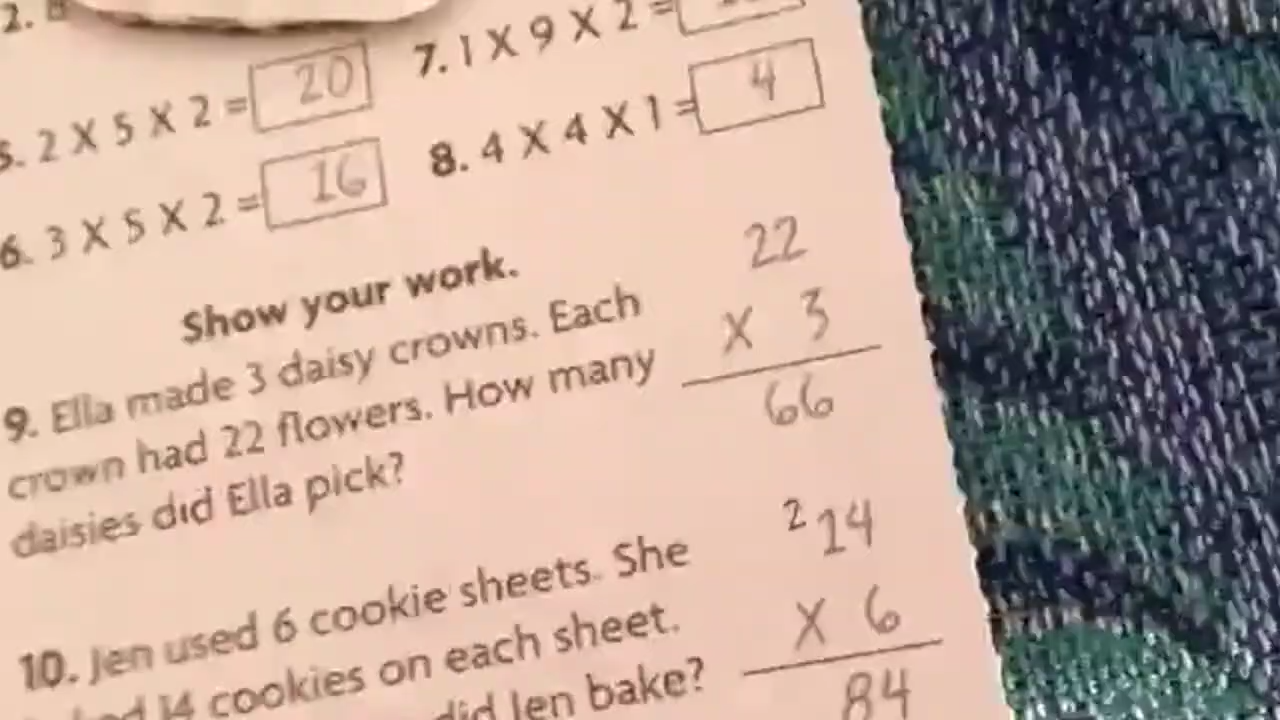 2.
7. 1 X 9 X 2 =
5. 2 X 5 X 2 = 20
8. 4 X 4 X 1 = 4
6. 3 X 5 X 2 = 16
Show your work.
9. Ella made 3 daisy crowns. Each
crown had 22 flowers. How many
daisies did Ella pick?
22
X 3
66
10. Jen used 6 cookie sheets. She
14 cookies on each sheet.
did Jen bake?
2 14
X 6
84